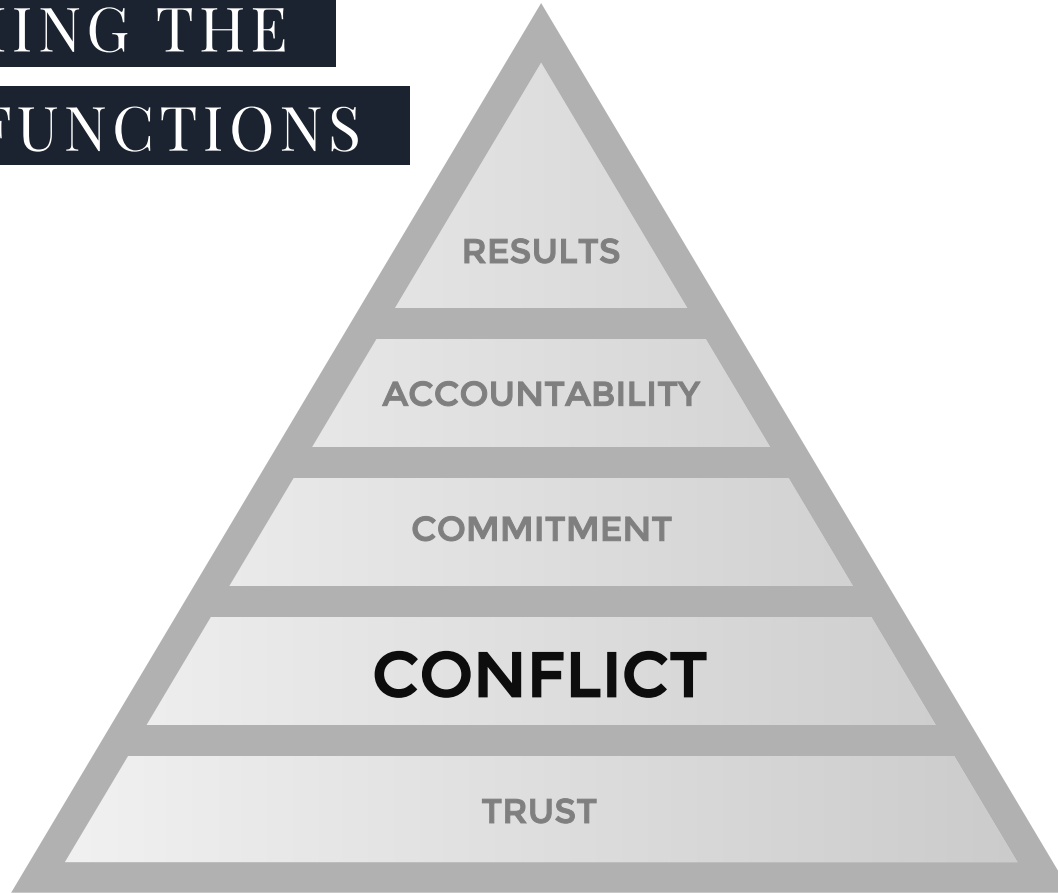 ING THE
FUNCTIONS
RESULTS
ACCOUNTABILITY
COMMITMENT
CONFLICT
TRUST